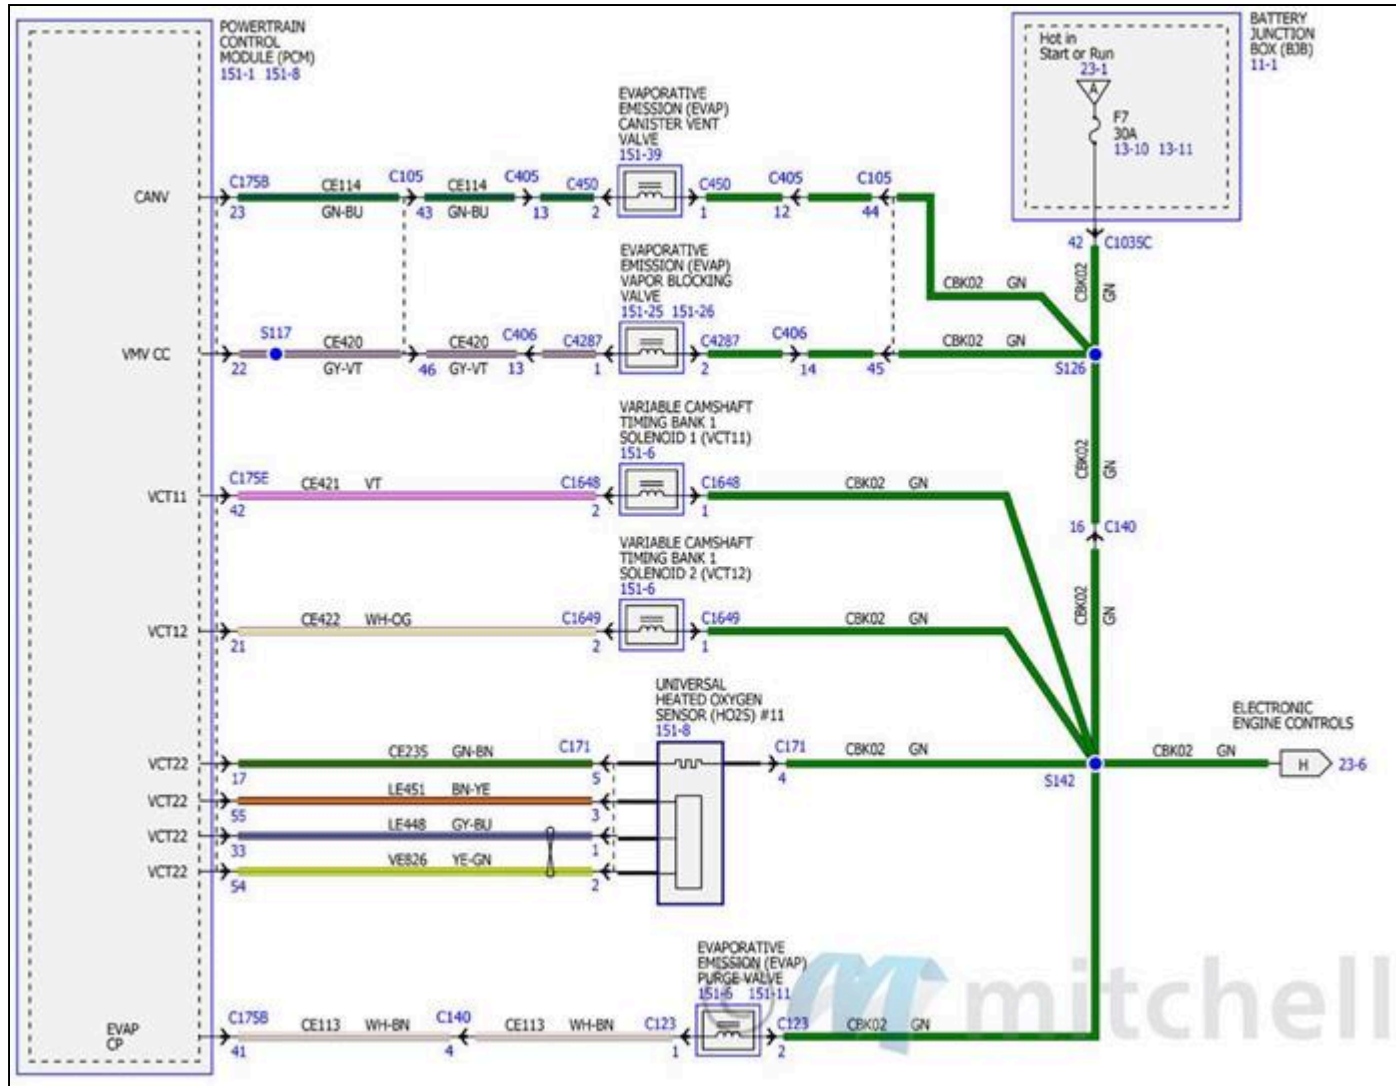 POWERTRAIN
CONTROL
MODULE (PCM)
151-1 151-8
BATTERY
JUNCTION
BOX (BJB)
11-1
Hot in
Start or Run
23-1
A
F7
30A
13-10 13-11
42 C1035C
CBK02 GN
EVAPORATIVE
EMISSION (EVAP)
CANISTER VENT
VALVE
151-39
CANV
C175B CE114 C105 CE114 C405 C450 C450 C405 C105
23 GN-BU 43 GN-BU 13 2 1 12 44
CBK02 GN
EVAPORATIVE
EMISSION (EVAP)
VAPOR BLOCKING
VALVE
151-25 151-26
VMV CC
S117 CE420 CE420 C406 C4287 C4287 C406 CBK02 GN
22 GY-VT 46 GY-VT 13 1 2 14 45 S126
VARIABLE CAMSHAFT
TIMING BANK 1
SOLENOID 1 (VCT11)
151-6
CBK02 GN
VCT11
C175E CE421 VT C1648 C1648 CBK02 GN
42 2 1
16 C140
VARIABLE CAMSHAFT
TIMING BANK 1
SOLENOID 2 (VCT12)
151-6
CBK02 GN
VCT12
CE422 WH-OG C1649 C1649 CBK02 GN
21 2 1
UNIVERSAL
HEATED OXYGEN
SENSOR (HO2S) #11
151-8
ELECTRONIC
ENGINE CONTROLS
VCT22
CE235 GN-BN C171 C171 CBK02 GN CBK02 GN H 23-6
17 5 4 S142
VCT22
LE451 BN-YE
55 3
VCT22
LE448 GY-BU
33 1
VCT22
VE826 YE-GN
54 2
EVAPORATIVE
EMISSION (EVAP)
PURGE VALVE
151-6 151-11
EVAP
CP
C175B CE113 WH-BN C140 CE113 WH-BN C123 C123 CBK02 GN
41 4 1 2
mitchell